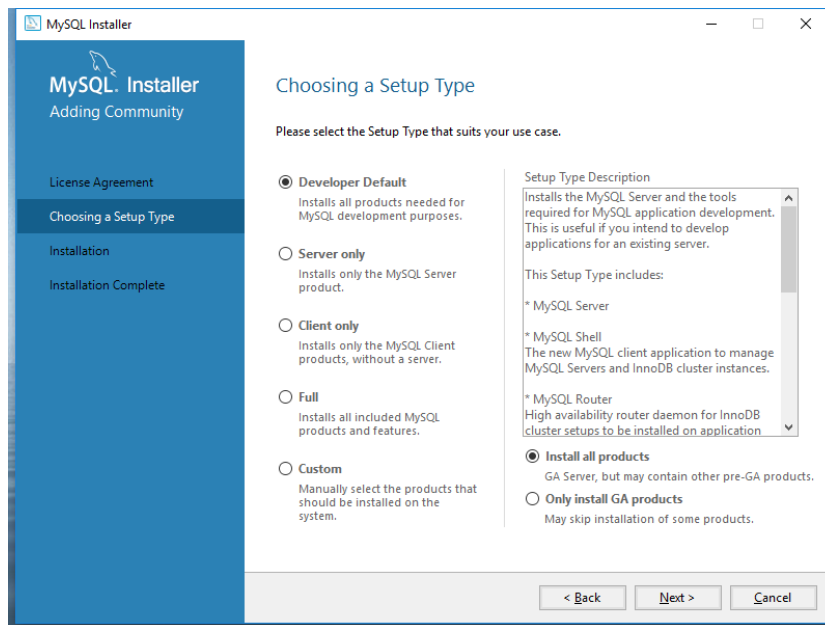 MySQL Installer
MySQL. Installer
Adding Community
License Agreement
Choosing a Setup Type
Installation
Installation Complete
Choosing a Setup Type
Please select the Setup Type that suits your use case.
Developer Default
Installs all products needed for
MySQL development purposes.
Server only
Installs only the MySQL Server
product.
Client only
Installs only the MySQL Client
products, without a server.
Full
Installs all included MySQL
products and features.
Custom
Manually select the products that
should be installed on the
system.
Setup Type Description
Installs the MySQL Server and the tools
required for MySQL application development.
This is useful if you intend to develop
applications for an existing server.
This Setup Type includes:
* MySQL Server
* MySQL Shell
The new MySQL client application to manage
MySQL Servers and InnoDB cluster instances.
* MySQL Router
High availability router daemon for InnoDB
cluster setups to be installed on application
Install all products
GA Server, but may contain other pre-GA products.
Only install GA products
May skip installation of some products.
< Back
Next >
Cancel